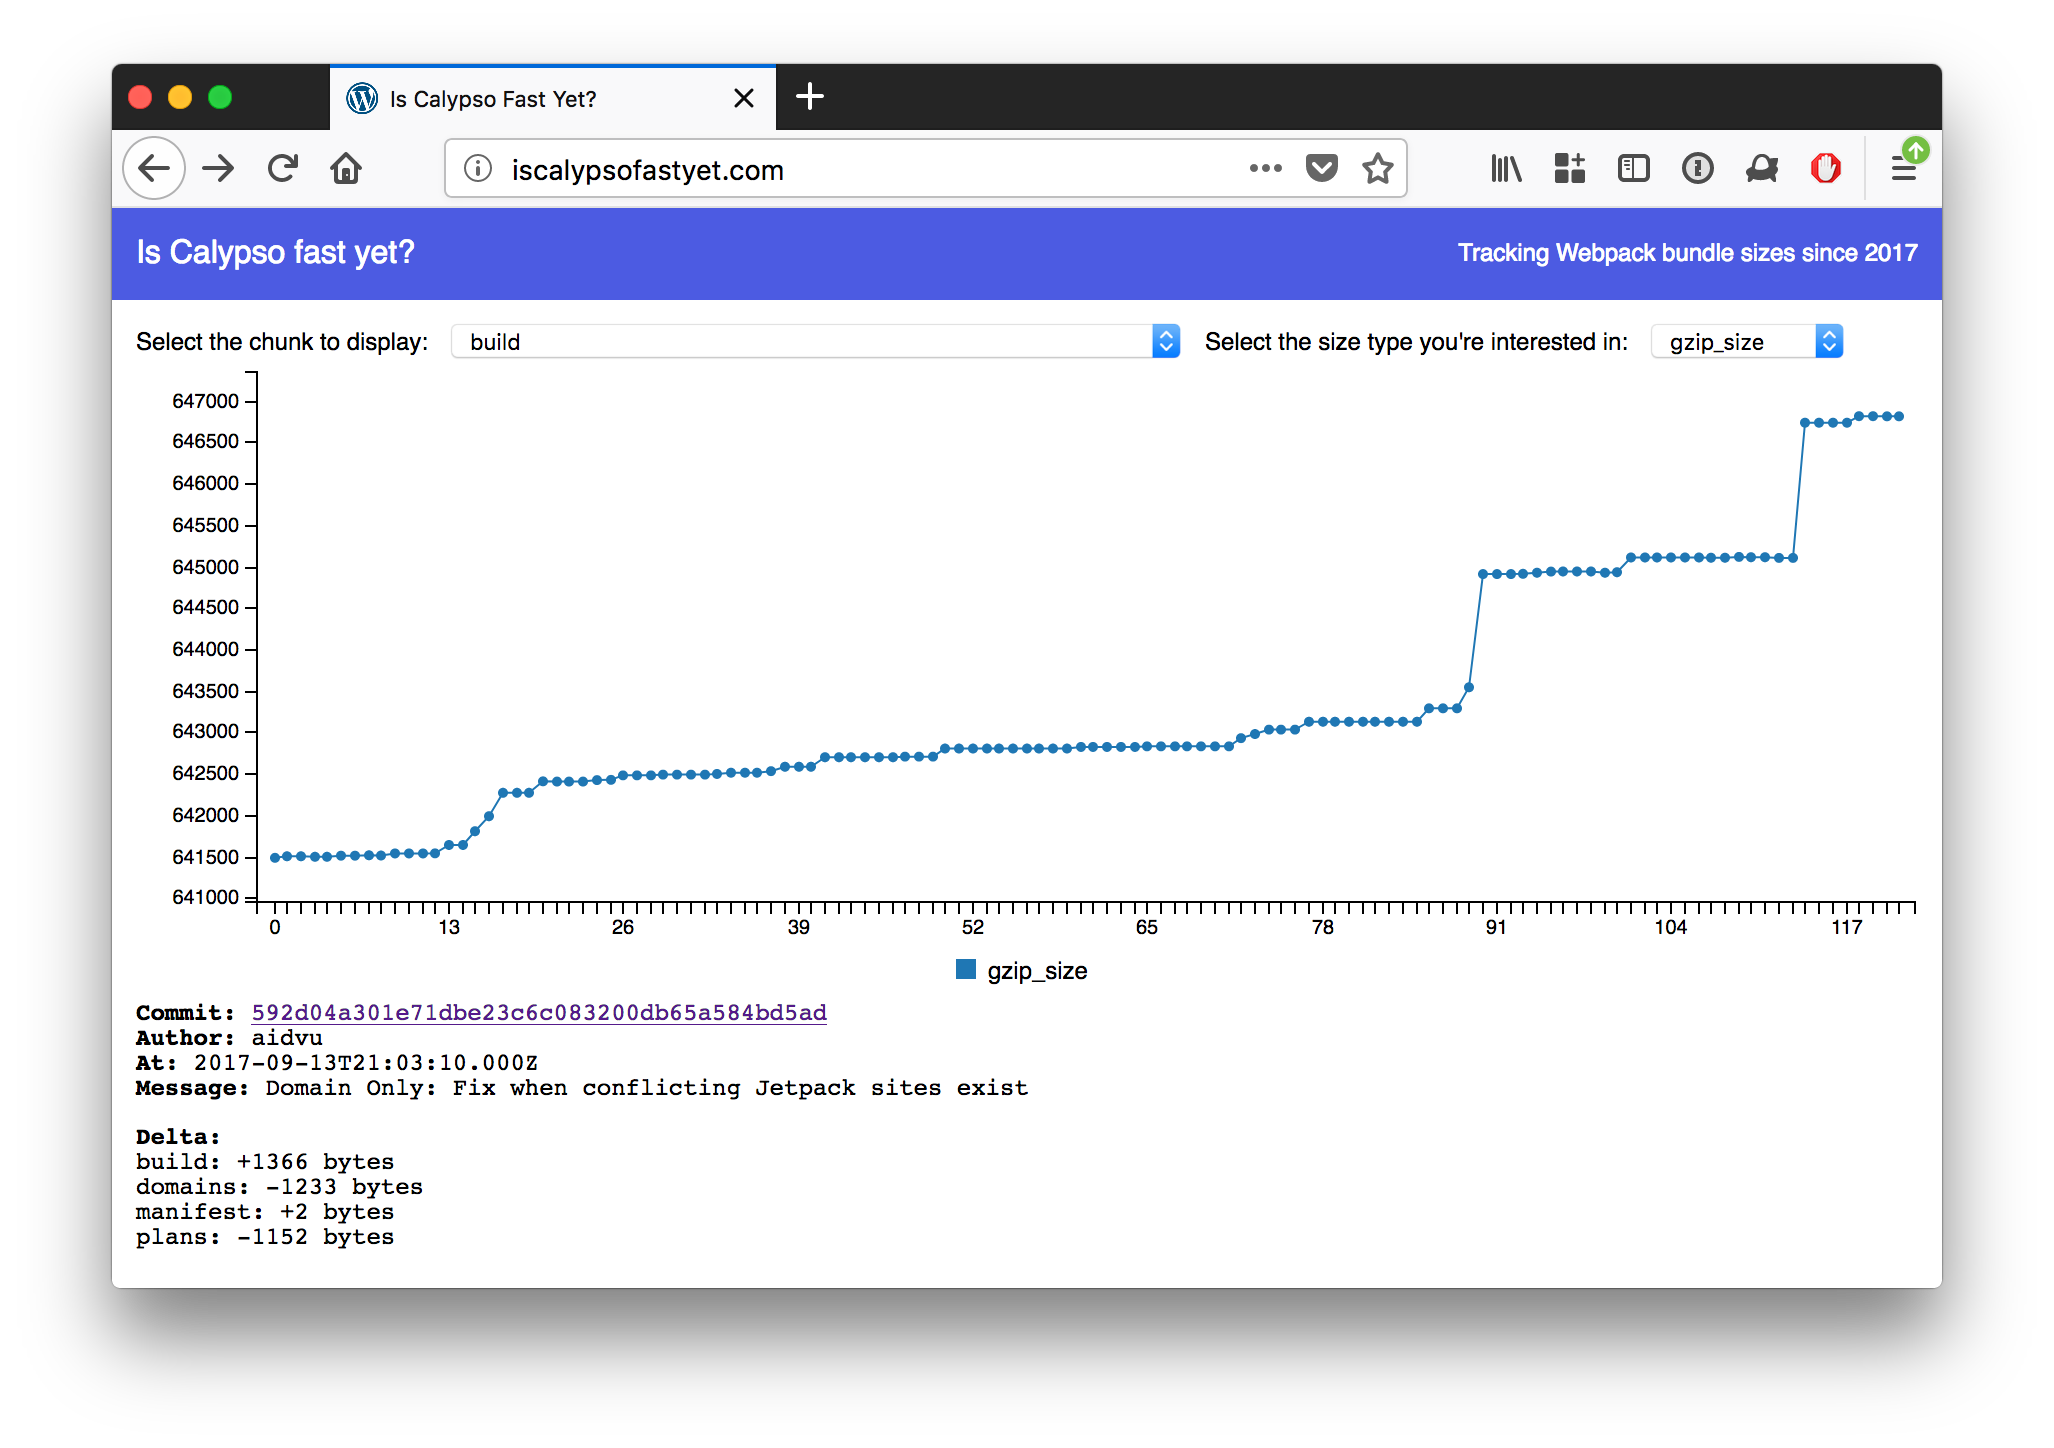 Is Calypso Fast Yet?
iscalypsofastyet.com
Is Calypso fast yet?
Tracking Webpack bundle sizes since 2017
Select the chunk to display: build
Select the size type you're interested in: gzip_size
647000
646500
646000
645500
645000
644500
644000
643500
643000
642500
642000
641500
641000
0 13 26 39 52 65 78 91 104 117
gzip_size
Commit: 592d04a301e71dbe23c6c083200db65a584bd5ad
Author: aidvu
At: 2017-09-13T21:03:10.000Z
Message: Domain Only: Fix when conflicting Jetpack sites exist
Delta:
build: +1366 bytes
domains: -1233 bytes
manifest: +2 bytes
plans: -1152 bytes